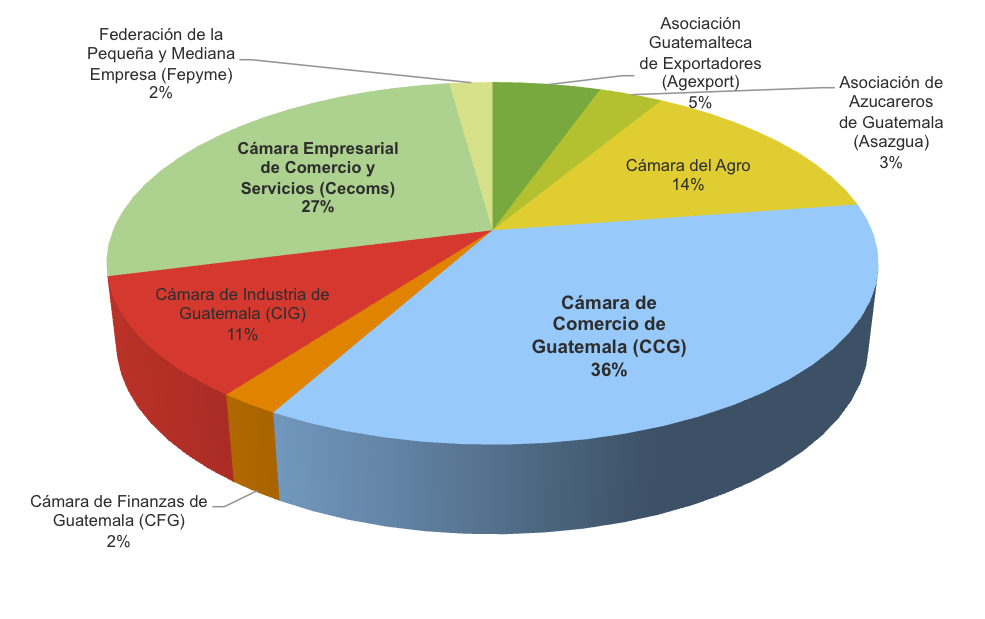 Federación de la
Pequeña y Mediana
Empresa (Fepyme)
2%
Asociación
Guatemalteca
de Exportadores
(Agexport)
5%
Asociación de
Azucareros
de Guatemala
(Asazgua)
3%
Cámara Empresarial
de Comercio y
Servicios (Cecoms)
27%
Cámara del Agro
14%
Cámara de Industria de
Guatemala (CIG)
11%
Cámara de
Comercio de
Guatemala (CCG)
36%
Cámara de Finanzas de
Guatemala (CFG)
2%